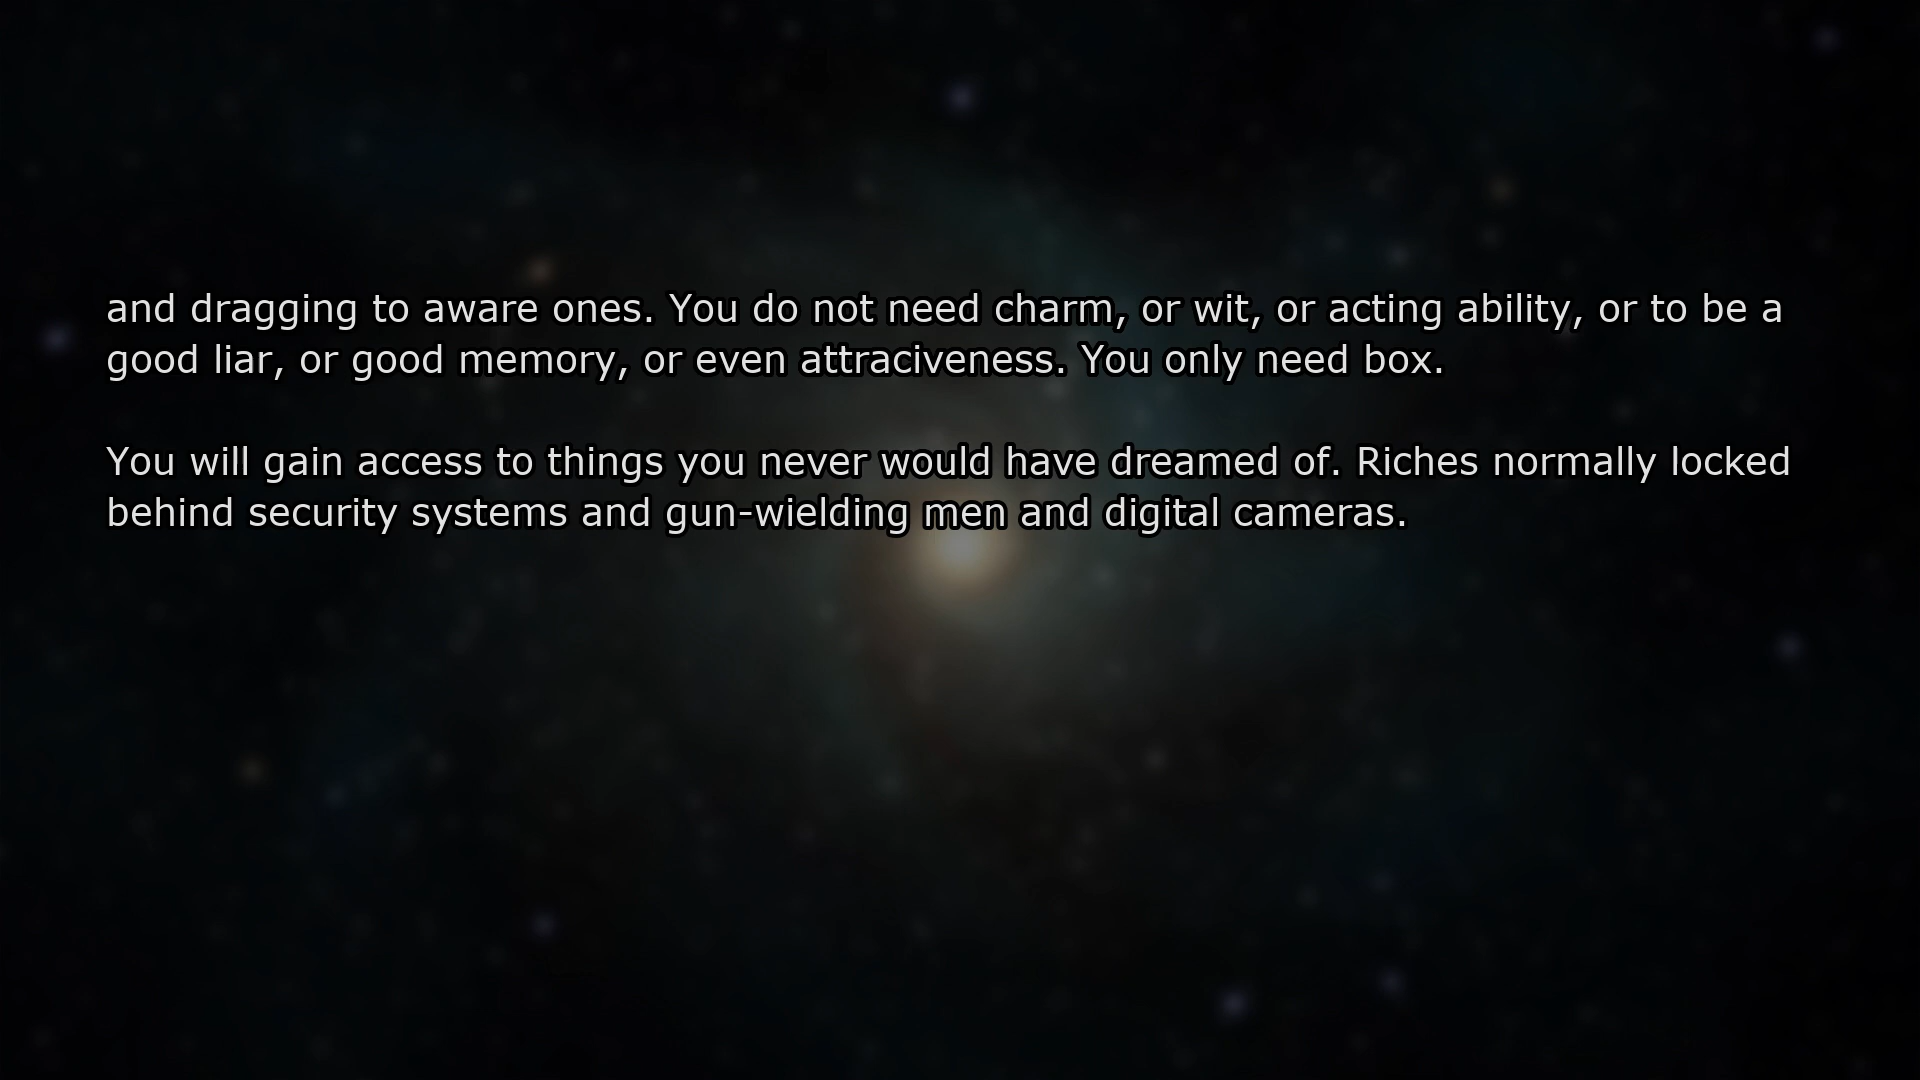 and dragging to aware ones. You do not need charm, or wit, or acting ability, or to be a
good liar, or good memory, or even attraciveness. You only need box.
You will gain access to things you never would have dreamed of. Riches normally locked
behind security systems and gun-wielding men and digital cameras.